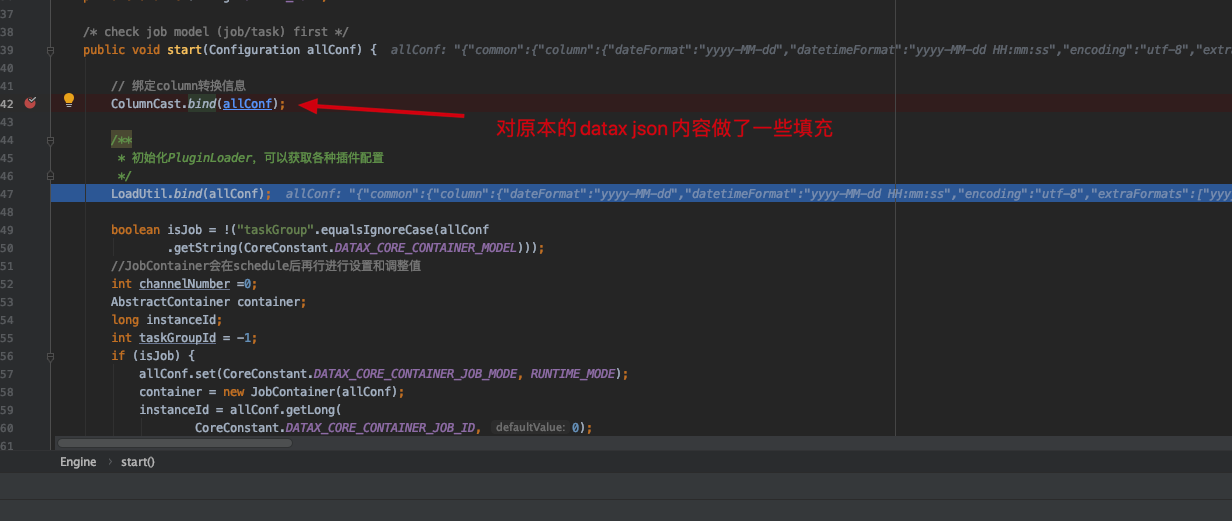 37
38 /* check job model (job/task) first */
39 public void start(Configuration allConf) { allConf: "{"common":{"column":{"dateFormat":"yyyy-MM-dd","datetimeFormat":"yyyy-MM-dd HH:mm:ss","encoding":"utf-8","extra
40
41 // 绑定column转换信息
42 ColumnCast.bind(allConf);
对原本的 datax json 内容做了一些填充
43
44 /**
45 * 初始化PluginLoader，可以获取各种插件配置
46 */
47 LoadUtil.bind(allConf); allConf: "{"common":{"column":{"dateFormat":"yyyy-MM-dd","datetimeFormat":"yyyy-MM-dd HH:mm:ss","encoding":"utf-8","extraFormats":["yyyy
48
49 boolean isJob = !("taskGroup".equalsIgnoreCase(allConf
50 .getString(CoreConstant.DATAX_CORE_CONTAINER_MODEL)));
51 //JobContainer会在schedule后再行进行设置和调整值
52 int channelNumber =0;
53 AbstractContainer container;
54 long instanceId;
55 int taskGroupId = -1;
56 if (isJob) {
57 allConf.set(CoreConstant.DATAX_CORE_CONTAINER_JOB_MODE, RUNTIME_MODE);
58 container = new JobContainer(allConf);
59 instanceId = allConf.getLong(
60 CoreConstant.DATAX_CORE_CONTAINER_JOB_ID, defaultValue: 0);
61
Engine › start()